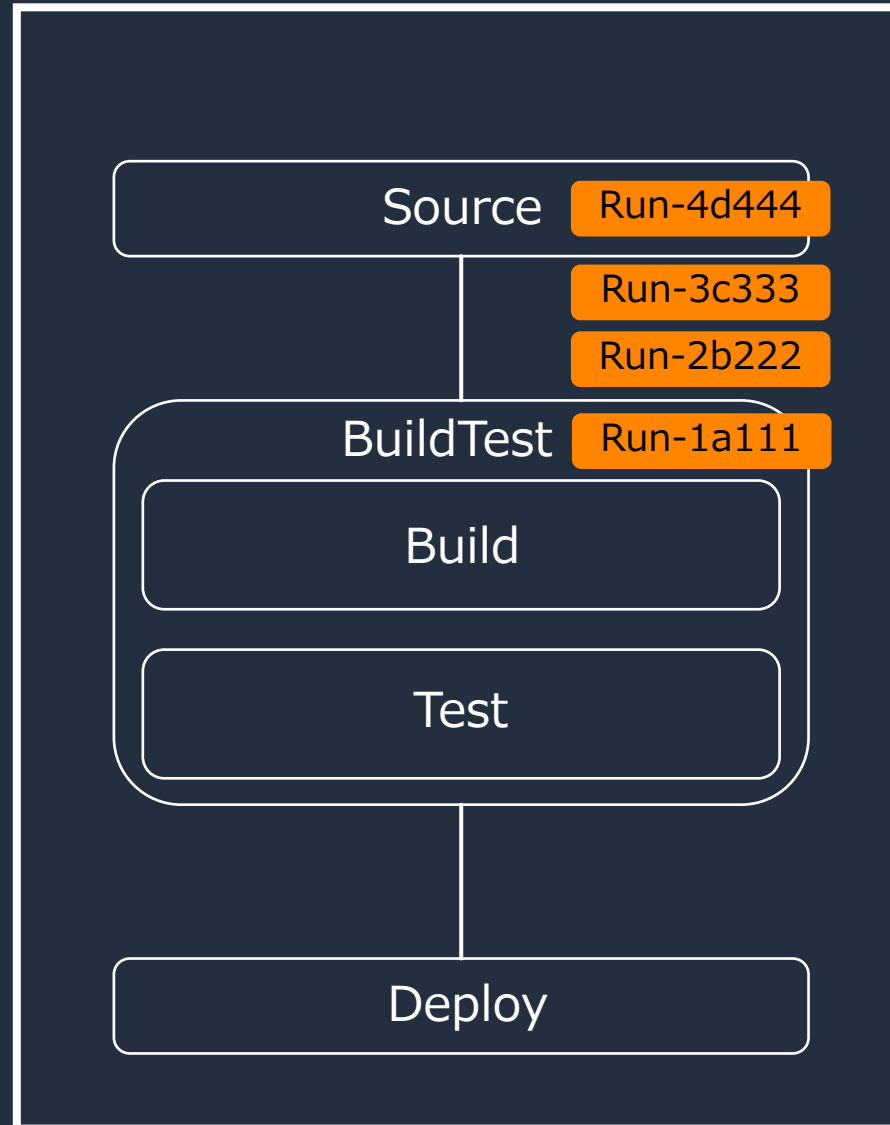 Source
Run-4d444
Run-3c333
Run-2b222
BuildTest
Run-1a111
Build
Test
Deploy